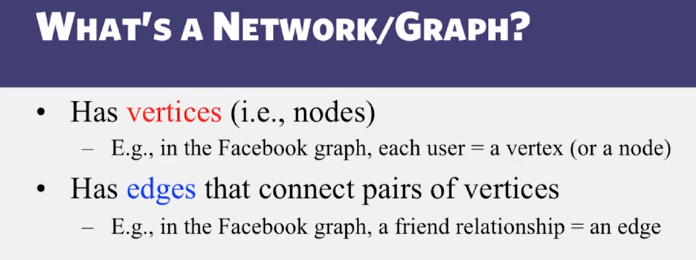 WHAT'S A NETWORK/GRAPH?
• Has vertices (i.e., nodes)
– E.g., in the Facebook graph, each user = a vertex (or a node)
• Has edges that connect pairs of vertices
– E.g., in the Facebook graph, a friend relationship = an edge